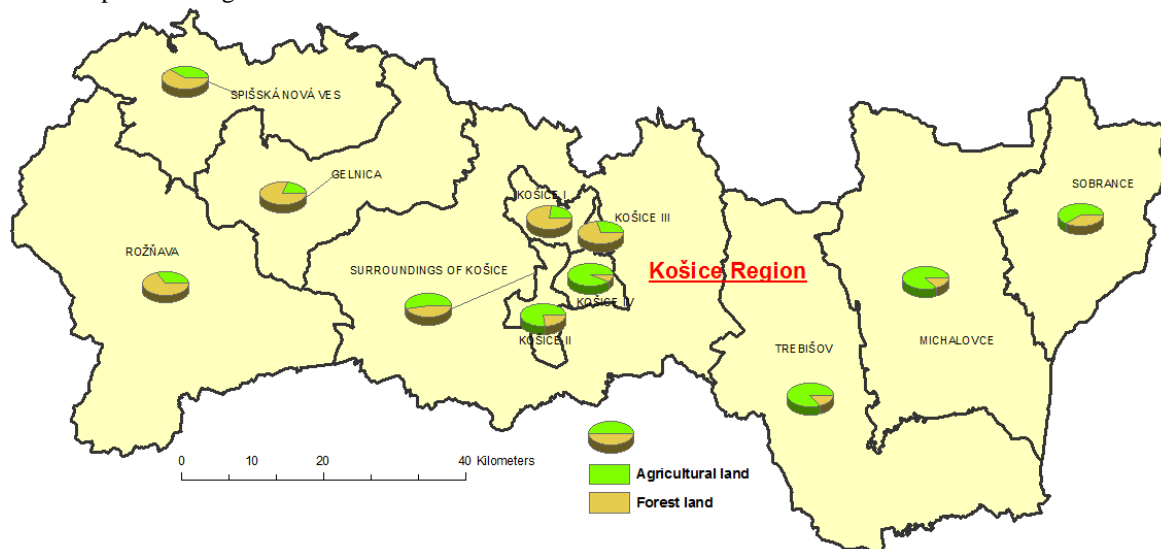 SPIŠSKÁ NOVÁ VES
GELNICA
KOŠICE I
KOŠICE III
SOBRANCE
ROŽŇAVA
SURROUNDINGS OF KOŠICE
Košice Region
KOŠICE IV
KOŠICE II
TREBIŠOV
MICHALOVCE
0 10 20 40 Kilometers
Agricultural land
Forest land